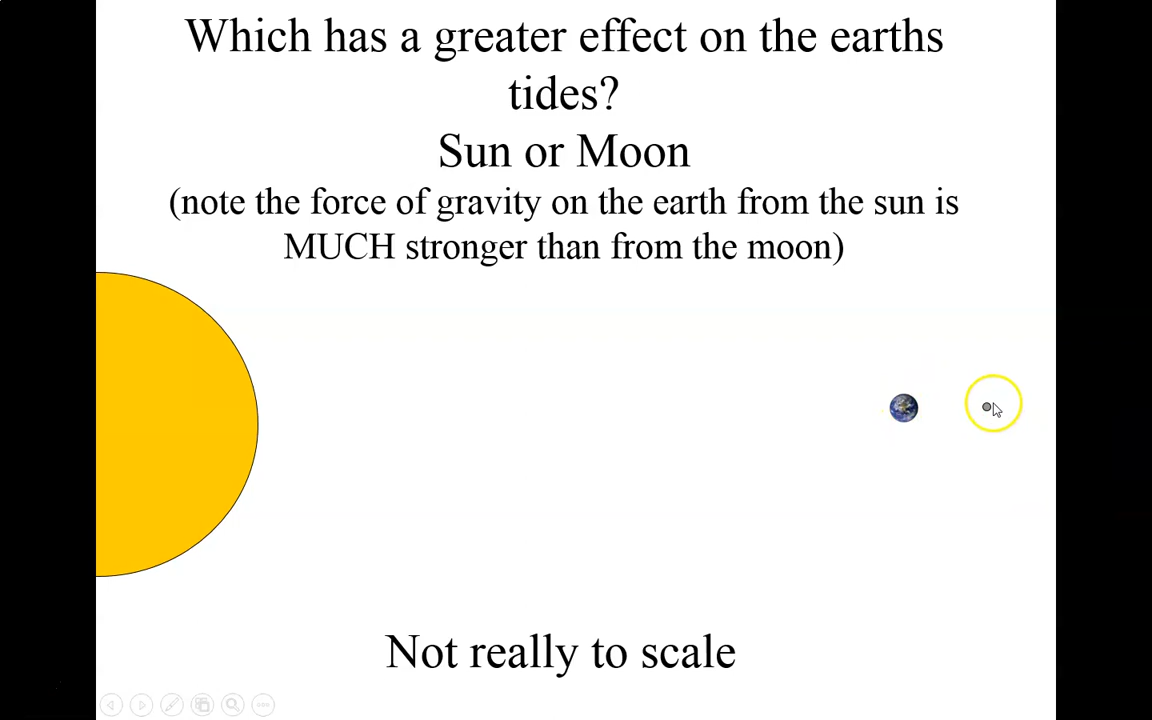 Which has a greater effect on the earths
tides?
Sun or Moon
(note the force of gravity on the earth from the sun is
MUCH stronger than from the moon)
Not really to scale